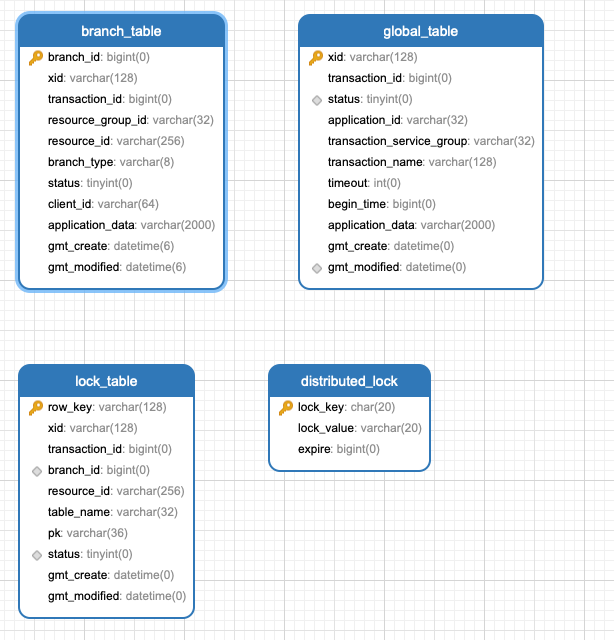 branch_table
branch_id: bigint(0)
xid: varchar(128)
transaction_id: bigint(0)
resource_group_id: varchar(32)
resource_id: varchar(256)
branch_type: varchar(8)
status: tinyint(0)
client_id: varchar(64)
application_data: varchar(2000)
gmt_create: datetime(6)
gmt_modified: datetime(6)
global_table
xid: varchar(128)
transaction_id: bigint(0)
status: tinyint(0)
application_id: varchar(32)
transaction_service_group: varchar(32)
transaction_name: varchar(128)
timeout: int(0)
begin_time: bigint(0)
application_data: varchar(2000)
gmt_create: datetime(0)
gmt_modified: datetime(0)
lock_table
row_key: varchar(128)
xid: varchar(128)
transaction_id: bigint(0)
branch_id: bigint(0)
resource_id: varchar(256)
table_name: varchar(32)
pk: varchar(36)
status: tinyint(0)
gmt_create: datetime(0)
gmt_modified: datetime(0)
distributed_lock
lock_key: char(20)
lock_value: varchar(20)
expire: bigint(0)